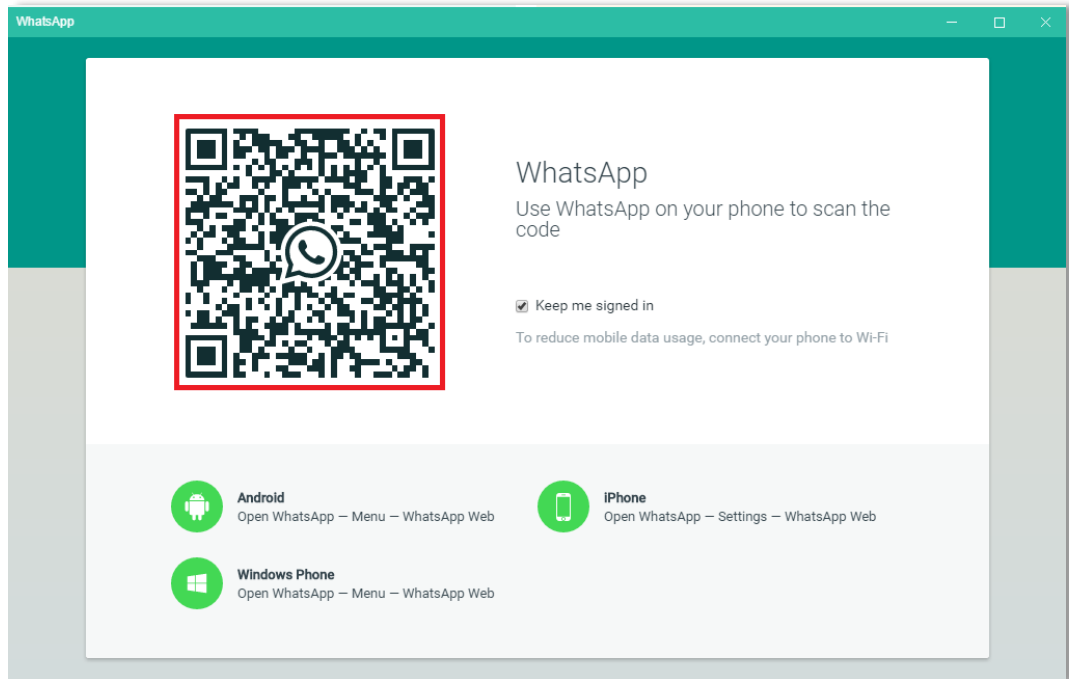 WhatsApp
WhatsApp
Use WhatsApp on your phone to scan the
code
Keep me signed in
To reduce mobile data usage, connect your phone to Wi-Fi
Android
Open WhatsApp — Menu — WhatsApp Web
iPhone
Open WhatsApp — Settings — WhatsApp Web
Windows Phone
Open WhatsApp — Menu — WhatsApp Web